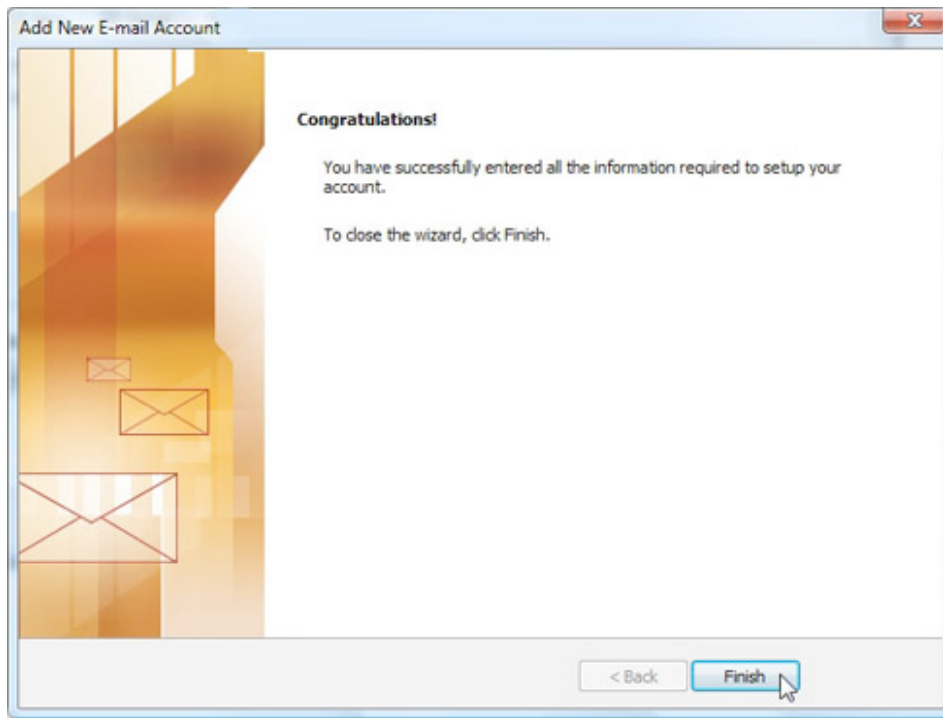 Add New E-mail Account
Congratulations!
You have successfully entered all the information required to setup your
account.
To close the wizard, click Finish.
< Back
Finish